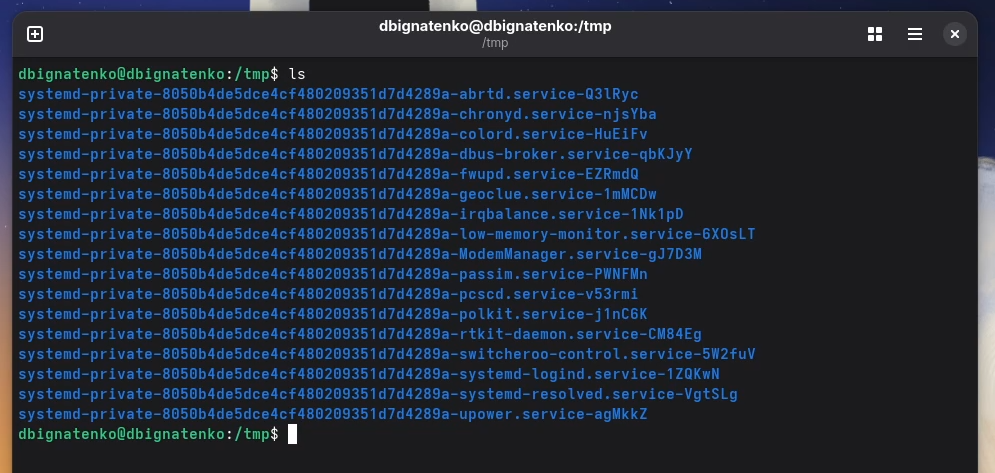 dbignatenko@dbignatenko:/tmp
/tmp
dbignatenko@dbignatenko:/tmp$ ls
systemd-private-8050b4de5dce4cf480209351d7d4289a-abrtd.service-Q3lRyc
systemd-private-8050b4de5dce4cf480209351d7d4289a-chronyd.service-njsYba
systemd-private-8050b4de5dce4cf480209351d7d4289a-colord.service-HuEiFv
systemd-private-8050b4de5dce4cf480209351d7d4289a-dbus-broker.service-qbKJyY
systemd-private-8050b4de5dce4cf480209351d7d4289a-fwupd.service-EZRmdQ
systemd-private-8050b4de5dce4cf480209351d7d4289a-geoclue.service-1mMCDw
systemd-private-8050b4de5dce4cf480209351d7d4289a-irqbalance.service-1Nk1pD
systemd-private-8050b4de5dce4cf480209351d7d4289a-low-memory-monitor.service-6XOsLT
systemd-private-8050b4de5dce4cf480209351d7d4289a-ModemManager.service-gJ7D3M
systemd-private-8050b4de5dce4cf480209351d7d4289a-passim.service-PWNFMn
systemd-private-8050b4de5dce4cf480209351d7d4289a-pcscd.service-v53rmi
systemd-private-8050b4de5dce4cf480209351d7d4289a-polkit.service-j1nC6K
systemd-private-8050b4de5dce4cf480209351d7d4289a-rtkit-daemon.service-CM84Eg
systemd-private-8050b4de5dce4cf480209351d7d4289a-switcheroo-control.service-5W2fuV
systemd-private-8050b4de5dce4cf480209351d7d4289a-systemd-logind.service-1ZQKwN
systemd-private-8050b4de5dce4cf480209351d7d4289a-systemd-resolved.service-VgtSLg
systemd-private-8050b4de5dce4cf480209351d7d4289a-upower.service-agMkkZ
dbignatenko@dbignatenko:/tmp$